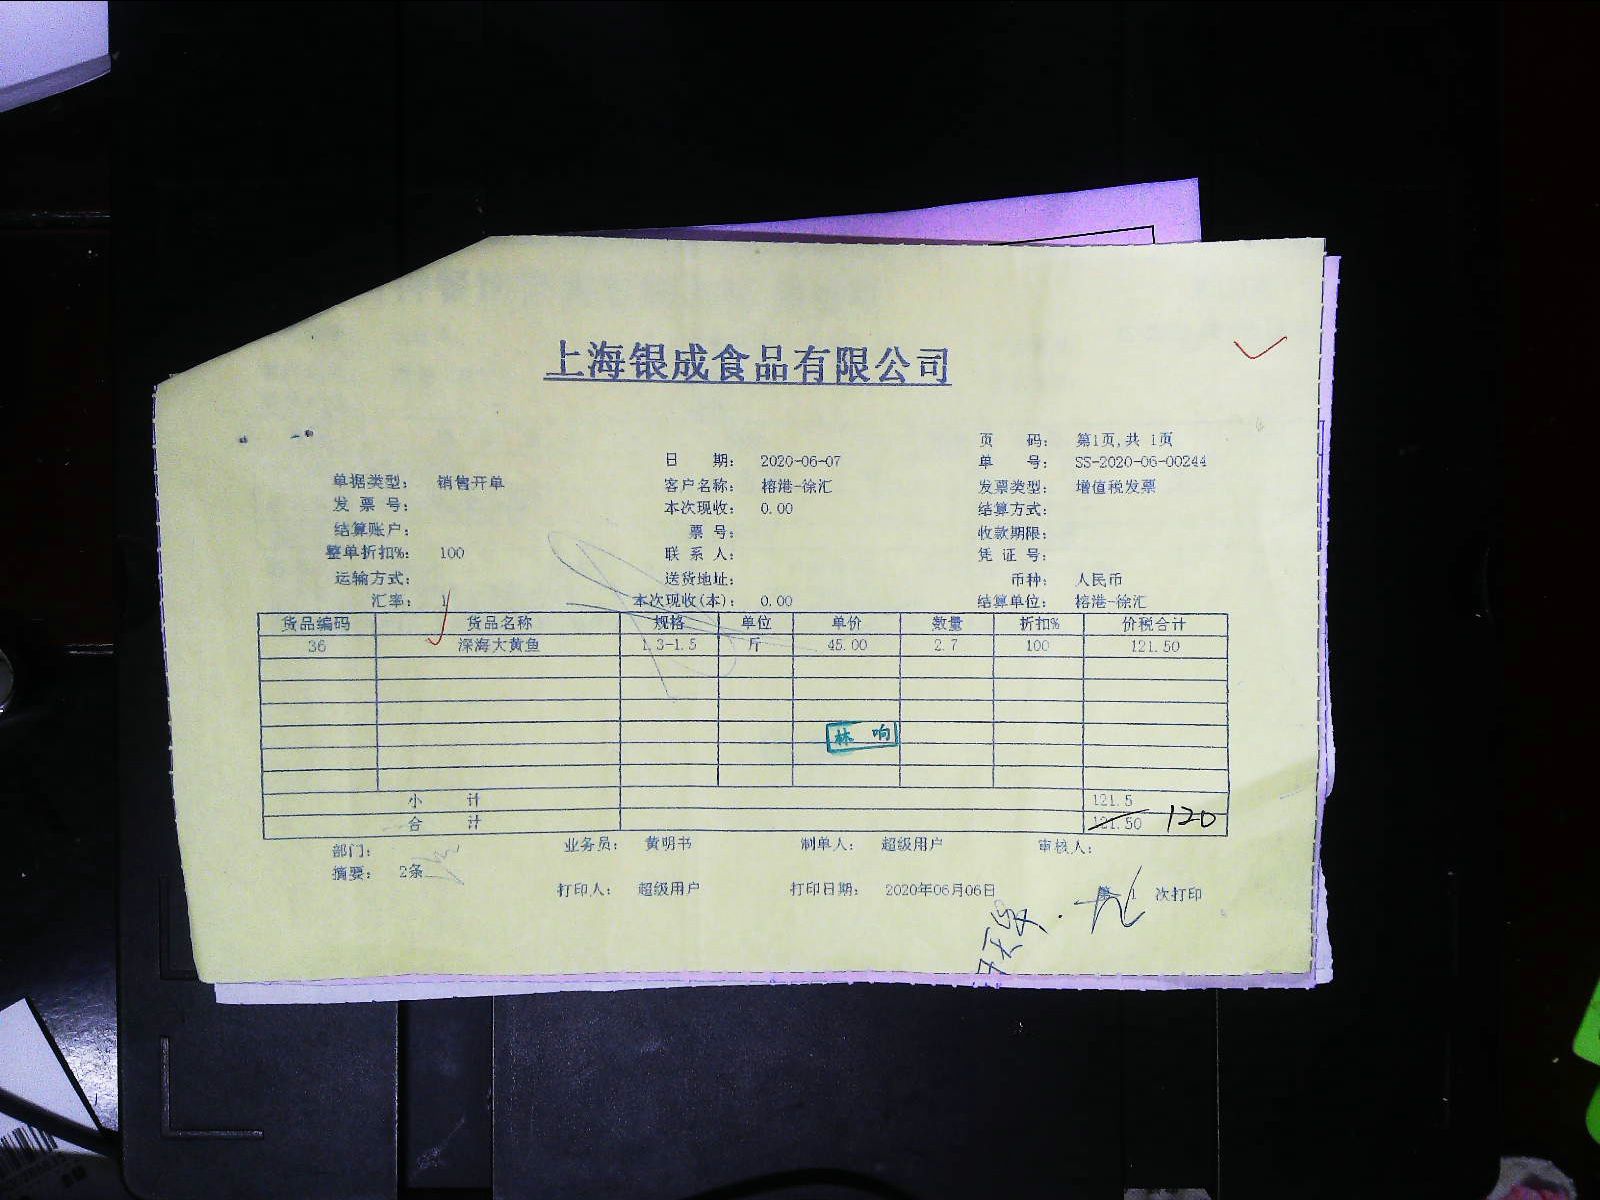 上海银成食品有限公司
页 码： 第1页,共 1页
日 期： 2020-06-07 单 号： SS-2020-06-00244
单据类型： 销售开单 客户名称： 榕港-徐汇 发票类型： 增值税发票
发 票 号： 本次现收： 0.00 结算方式：
结算账户： 票 号： 收款期限：
整单折扣%： 100 联 系 人： 凭 证 号：
运输方式： 送货地址： 币种： 人民币
汇率： 1 本次现收(本)： 0.00 结算单位： 榕港-徐汇
货品编码 货品名称 规格 单位 单价 数量 折扣% 价税合计
36 深海大黄鱼 1.3-1.5 斤 45.00 2.7 100 121.50
林 响
小 计 121.5
合 计 121.50 120
部门： 业务员： 黄明书 制单人： 超级用户 审核人：
摘要： 2条
打印人： 超级用户 打印日期： 2020年06月06日 第 1 次打印